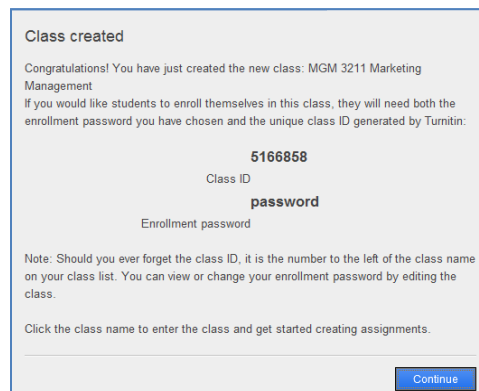 Class created
Congratulations! You have just created the new class: MGM 3211 Marketing
Management
If you would like students to enroll themselves in this class, they will need both the
enrollment password you have chosen and the unique class ID generated by Turnitin:
5166858
Class ID
password
Enrollment password
Note: Should you ever forget the class ID, it is the number to the left of the class name
on your class list. You can view or change your enrollment password by editing the
class.
Click the class name to enter the class and get started creating assignments.
Continue